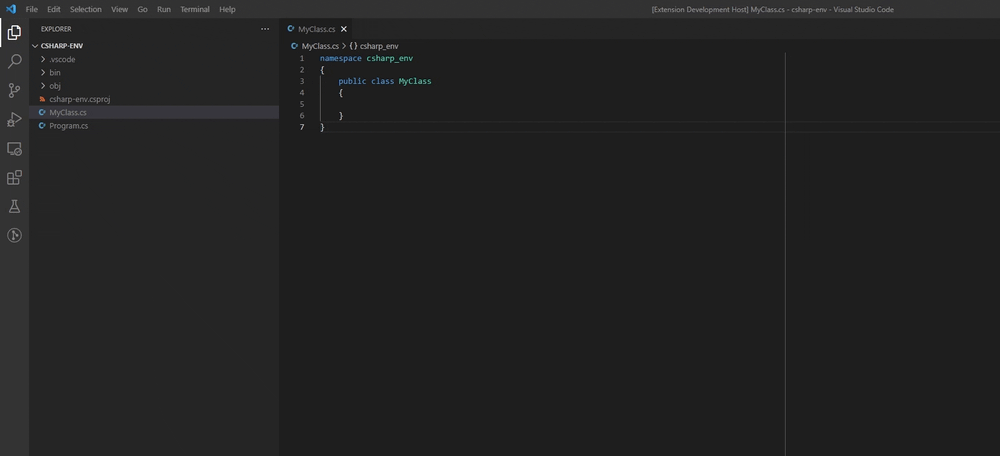 File Edit Selection View Go Run Terminal Help
[Extension Development Host] MyClass.cs - csharp-env - Visual Studio Code
EXPLORER
CSHARP-ENV
.vscode
bin
obj
csharp-env.csproj
MyClass.cs
Program.cs
MyClass.cs
MyClass.cs > {} csharp_env
1 namespace csharp_env
2 {
3 public class MyClass
4 {
5
6 }
7 }